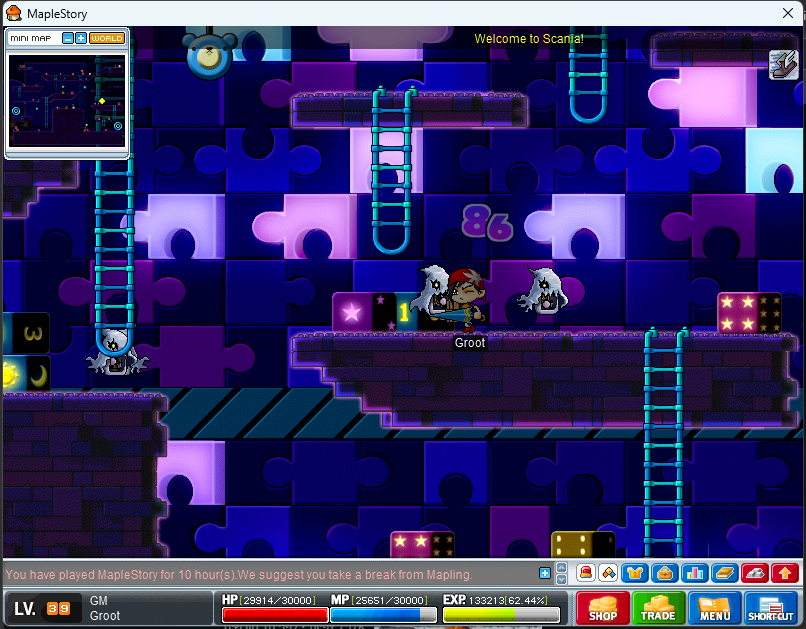 MapleStory
MINI MAP
WORLD
Welcome to Scania!
86
1
3
Groot
You have played MapleStory for 10 hour(s).We suggest you take a break from Mapling.
LV. 39
GM
Groot
HP[29914/30000]
MP[25651/30000]
EXP 133213[62.44%]
SHOP
TRADE
MENU
SHORTCUT